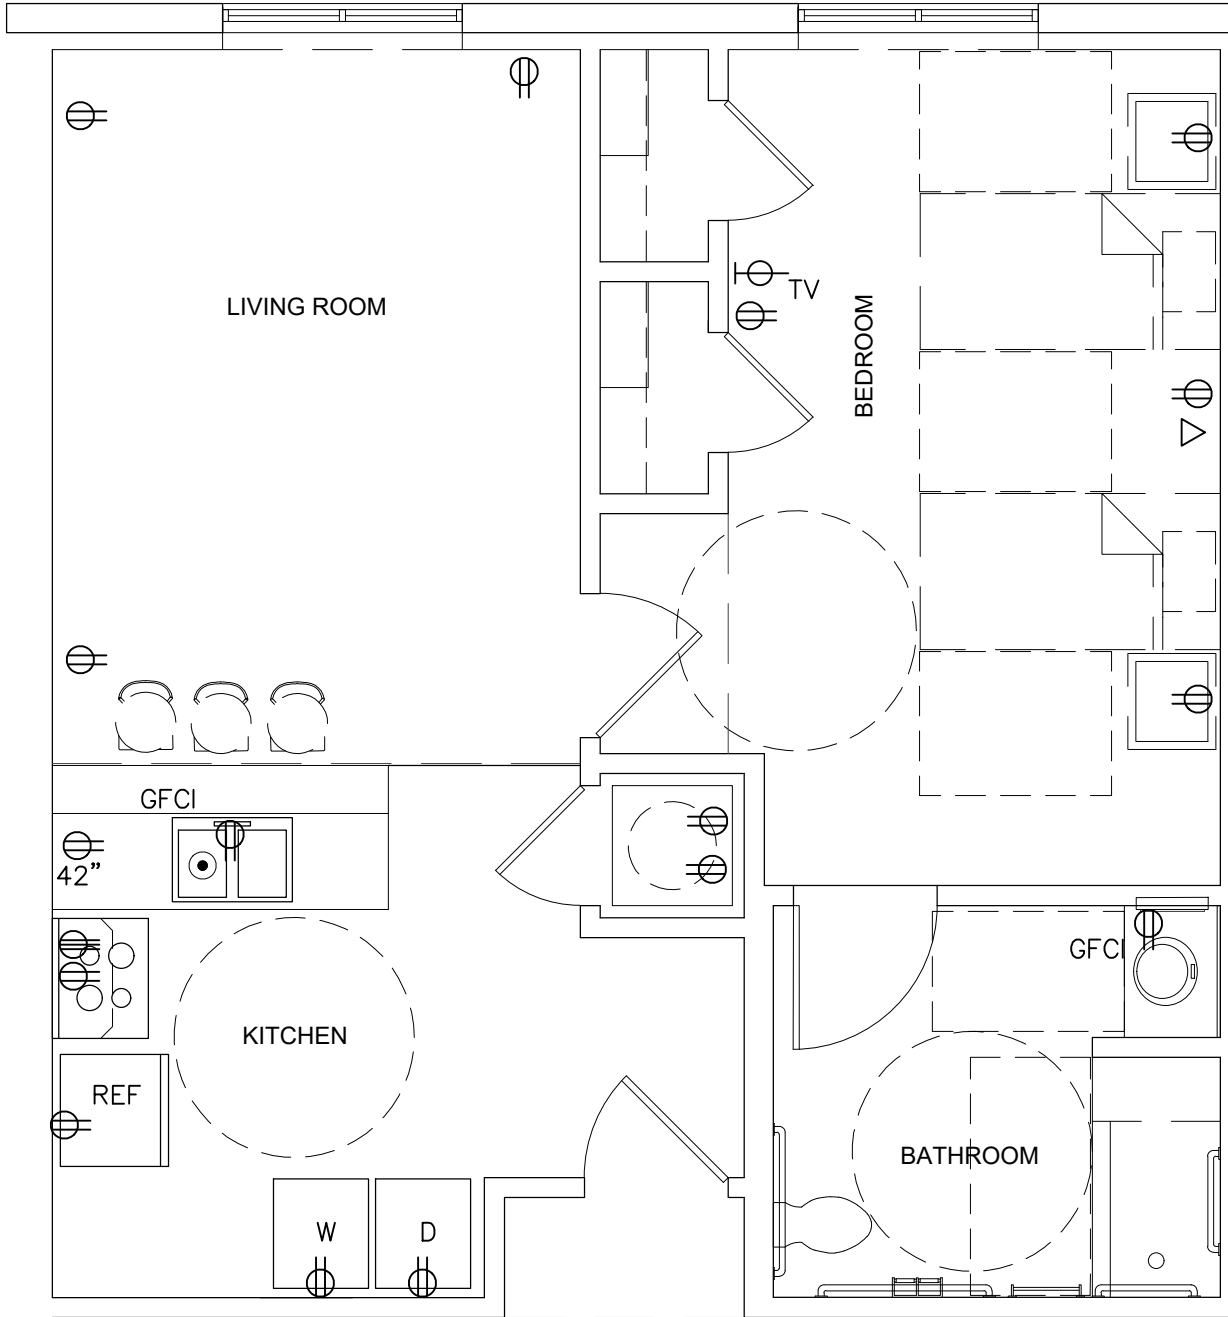 TV
LIVING ROOM
BEDROOM
GFCI
42"
GFCI
KITCHEN
REF
BATHROOM
W
D